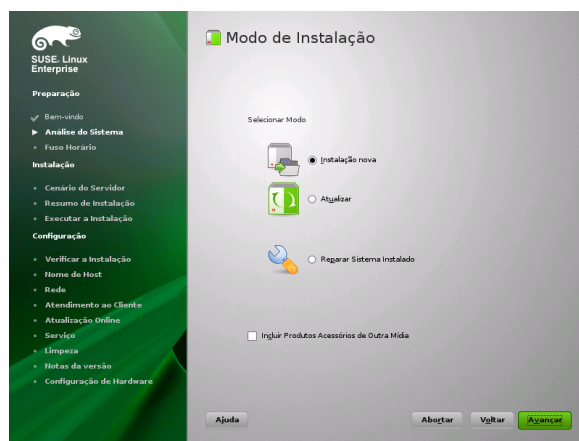 SUSE. Linux
Enterprise
Preparação
Bem-vindo
Análise do Sistema
Fuso Horário
Instalação
Cenário do Servidor
Resumo de Instalação
Executar a Instalação
Configuração
Verificar a Instalação
Nome de Host
Rede
Atendimento ao Cliente
Atualização Online
Serviço
Limpeza
Notas da versão
Configuração de Hardware
Modo de Instalação
Selecionar Modo
Instalação nova
Atualizar
Reparar Sistema Instalado
Incluir Produtos Acessórios de Outra Mídia
Ajuda
Abortar
Voltar
Avançar